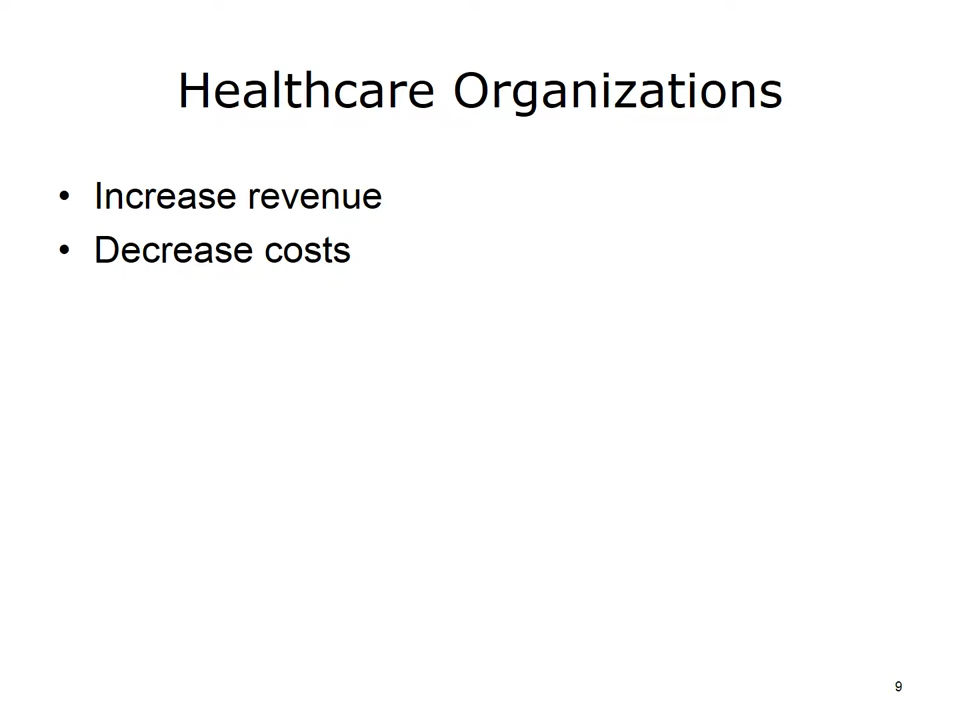 Healthcare Organizations
• Increase revenue
• Decrease costs
9